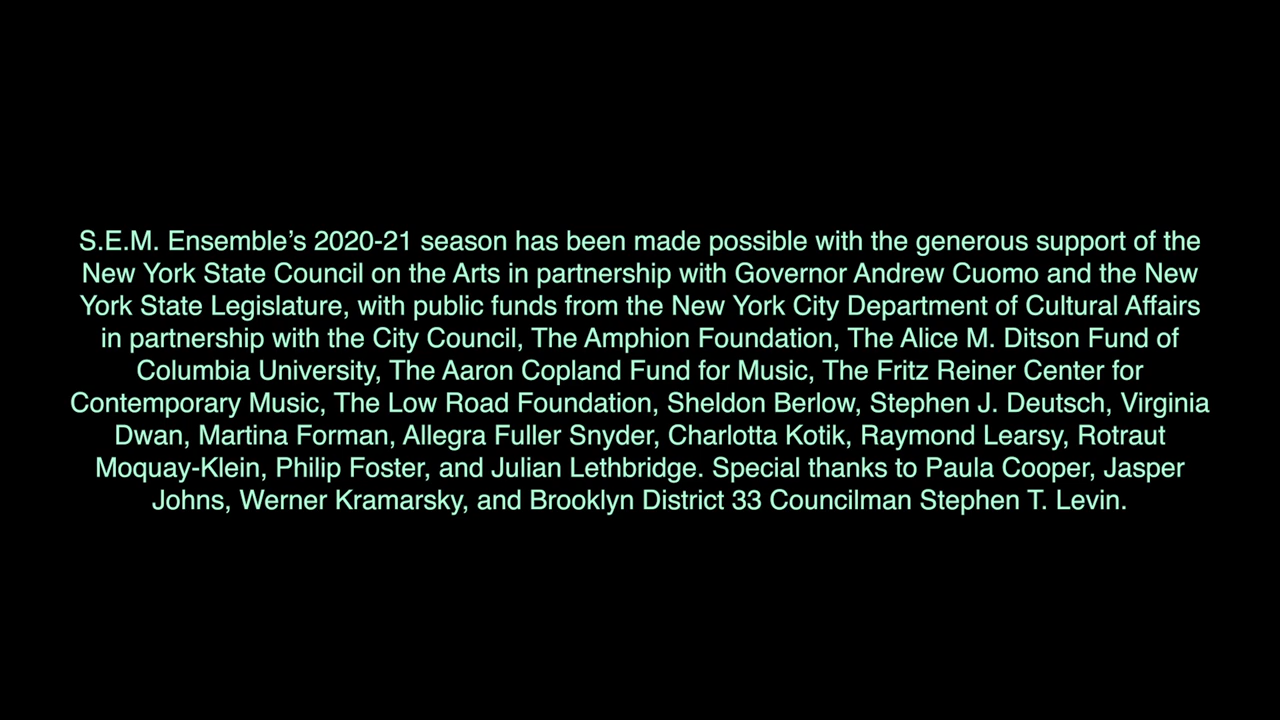 S.E.M. Ensemble’s 2020-21 season has been made possible with the generous support of the
New York State Council on the Arts in partnership with Governor Andrew Cuomo and the New
York State Legislature, with public funds from the New York City Department of Cultural Affairs
in partnership with the City Council, The Amphion Foundation, The Alice M. Ditson Fund of
Columbia University, The Aaron Copland Fund for Music, The Fritz Reiner Center for
Contemporary Music, The Low Road Foundation, Sheldon Berlow, Stephen J. Deutsch, Virginia
Dwan, Martina Forman, Allegra Fuller Snyder, Charlotta Kotik, Raymond Learsy, Rotraut
Moquay-Klein, Philip Foster, and Julian Lethbridge. Special thanks to Paula Cooper, Jasper
Johns, Werner Kramarsky, and Brooklyn District 33 Councilman Stephen T. Levin.